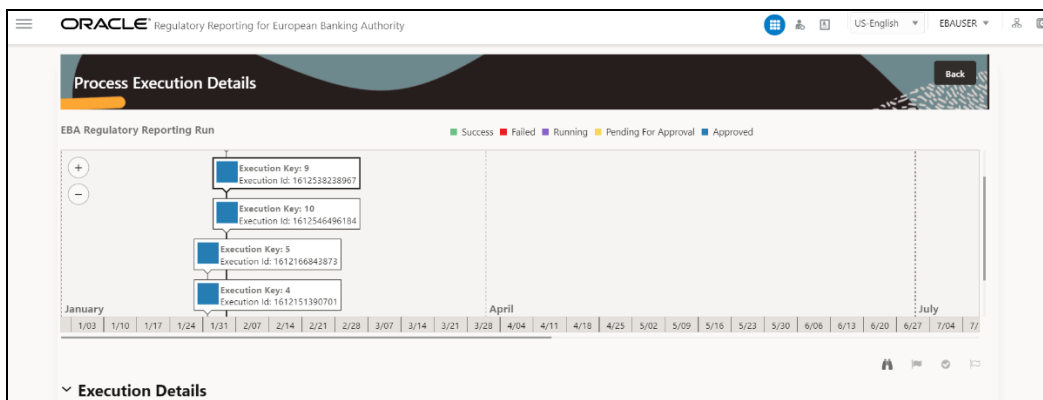 ORACLE® Regulatory Reporting for European Banking Authority
US-English
EBAUSER
Process Execution Details
Back
EBA Regulatory Reporting Run
Success Failed Running Pending For Approval Approved
Execution Key: 9
Execution Id: 1612538238967
Execution Key: 10
Execution Id: 1612546496184
Execution Key: 5
Execution Id: 1612166843873
Execution Key: 4
Execution Id: 1612151390701
January April July
1/03 1/10 1/17 1/24 1/31 2/07 2/14 2/21 2/28 3/07 3/14 3/21 3/28 4/04 4/11 4/18 4/25 5/02 5/09 5/16 5/23 5/30 6/06 6/13 6/20 6/27 7/04 7/
Execution Details